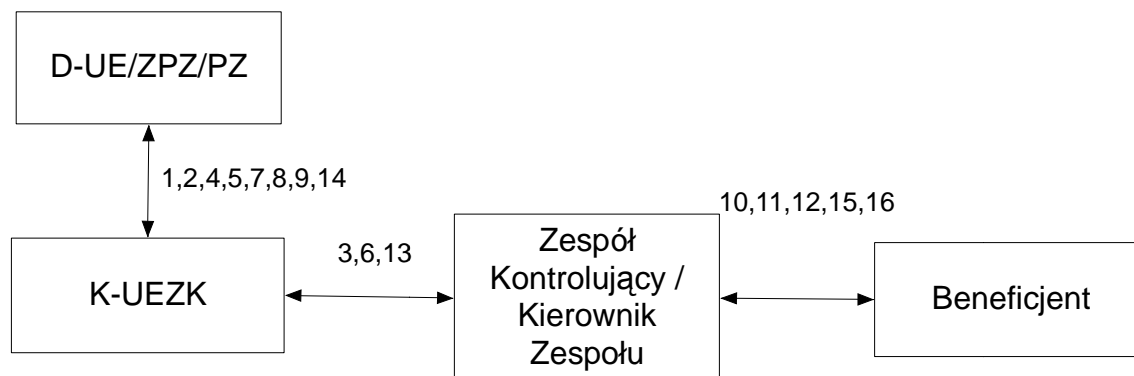 D-UE/ZPZ/PZ
1,2,4,5,7,8,9,14
K-UEZK
3,6,13
Zespół
Kontrolujący /
Kierownik
Zespołu
10,11,12,15,16
Beneficjent